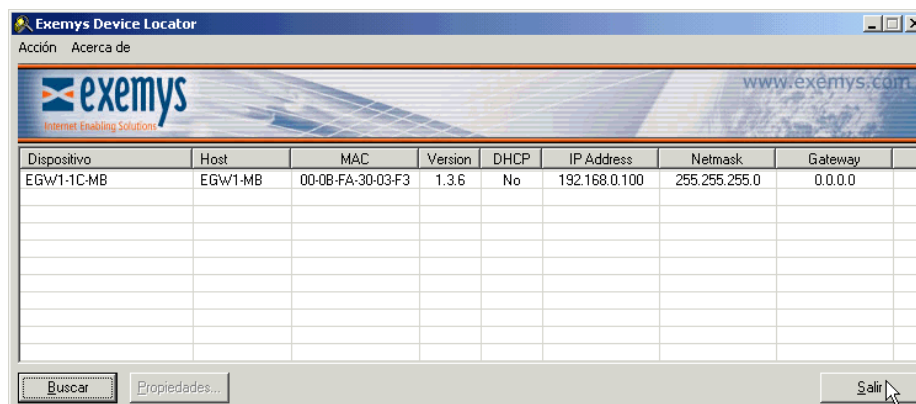 Exemys Device Locator
Acción Acerca de
exemys
Internet Enabling Solutions
www.exemys.com
Dispositivo Host MAC Version DHCP IP Address Netmask Gateway
EGW1-1C-MB EGW1-MB 00-0B-FA-30-03-F3 1.3.6 No 192.168.0.100 255.255.255.0 0.0.0.0
Buscar Propiedades... Salir